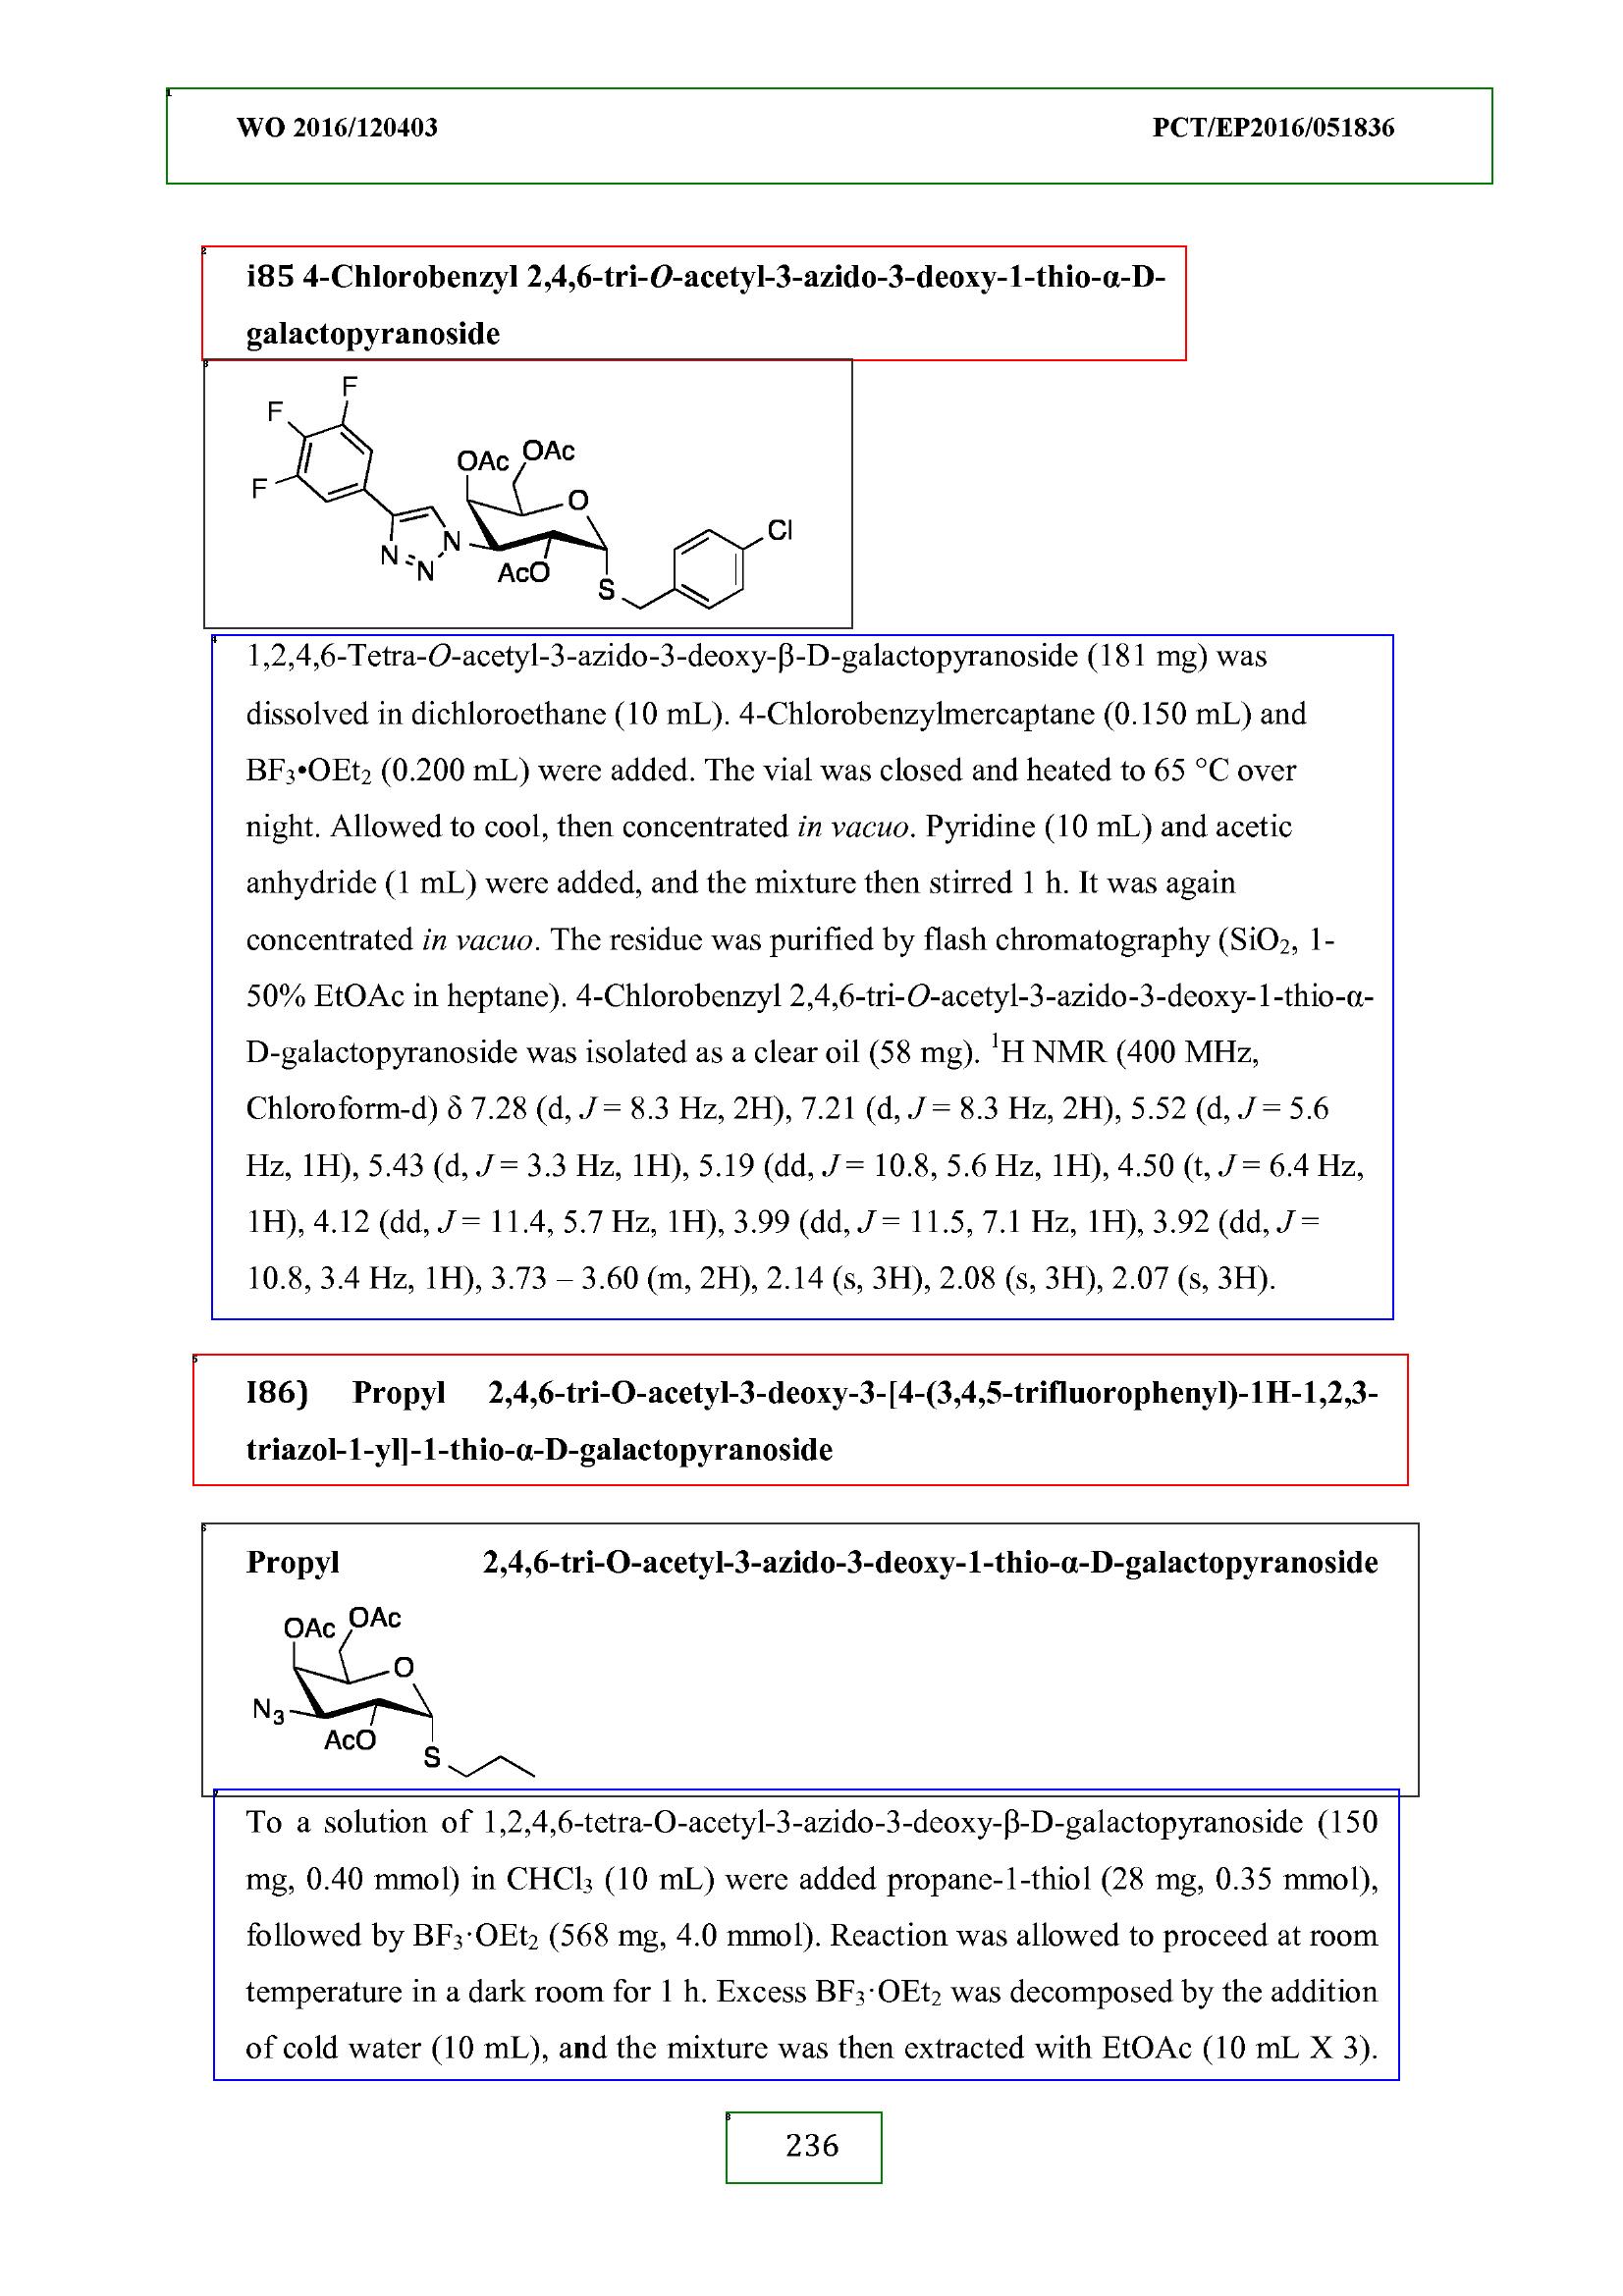 WO 2016/120403 PCT/EP2016/051836
i85 4-Chlorobenzyl 2,4,6-tri-O-acetyl-3-azido-3-deoxy-1-thio-α-D-
galactopyranoside
F
F
F
OAc OAc
O
N N N
AcO
S
Cl
1,2,4,6-Tetra-O-acetyl-3-azido-3-deoxy-β-D-galactopyranoside (181 mg) was
dissolved in dichloroethane (10 mL). 4-Chlorobenzylmercaptane (0.150 mL) and
BF₃•OEt₂ (0.200 mL) were added. The vial was closed and heated to 65 °C over
night. Allowed to cool, then concentrated in vacuo. Pyridine (10 mL) and acetic
anhydride (1 mL) were added, and the mixture then stirred 1 h. It was again
concentrated in vacuo. The residue was purified by flash chromatography (SiO₂, 1-
50% EtOAc in heptane). 4-Chlorobenzyl 2,4,6-tri-O-acetyl-3-azido-3-deoxy-1-thio-α-
D-galactopyranoside was isolated as a clear oil (58 mg). ¹H NMR (400 MHz,
Chloroform-d) δ 7.28 (d, J = 8.3 Hz, 2H), 7.21 (d, J = 8.3 Hz, 2H), 5.52 (d, J = 5.6
Hz, 1H), 5.43 (d, J = 3.3 Hz, 1H), 5.19 (dd, J = 10.8, 5.6 Hz, 1H), 4.50 (t, J = 6.4 Hz,
1H), 4.12 (dd, J = 11.4, 5.7 Hz, 1H), 3.99 (dd, J = 11.5, 7.1 Hz, 1H), 3.92 (dd, J =
10.8, 3.4 Hz, 1H), 3.73 – 3.60 (m, 2H), 2.14 (s, 3H), 2.08 (s, 3H), 2.07 (s, 3H).
I86) Propyl 2,4,6-tri-O-acetyl-3-deoxy-3-[4-(3,4,5-trifluorophenyl)-1H-1,2,3-
triazol-1-yl]-1-thio-α-D-galactopyranoside
Propyl 2,4,6-tri-O-acetyl-3-azido-3-deoxy-1-thio-α-D-galactopyranoside
OAc OAc
O
N₃
AcO
S
To a solution of 1,2,4,6-tetra-O-acetyl-3-azido-3-deoxy-β-D-galactopyranoside (150
mg, 0.40 mmol) in CHCl₃ (10 mL) were added propane-1-thiol (28 mg, 0.35 mmol),
followed by BF₃·OEt₂ (568 mg, 4.0 mmol). Reaction was allowed to proceed at room
temperature in a dark room for 1 h. Excess BF₃·OEt₂ was decomposed by the addition
of cold water (10 mL), and the mixture was then extracted with EtOAc (10 mL X 3).
236